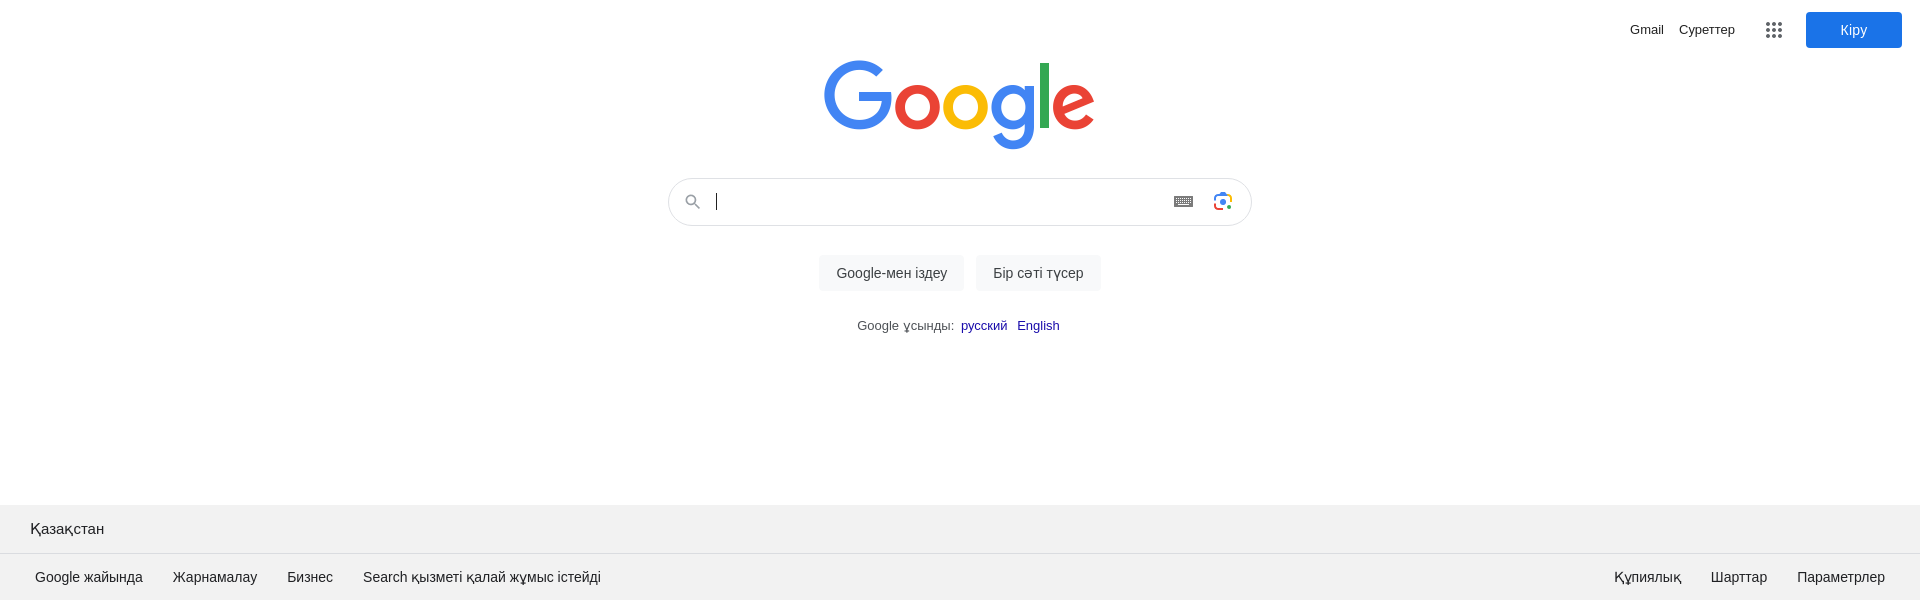 Gmail Суреттер Кіру
Google
Google-мен іздеу Бір сәті түсер
Google ұсынды: русский English
Қазақстан
Google жайында Жарнамалау Бизнес Search қызметі қалай жұмыс істейді Құпиялық Шарттар Параметрлер